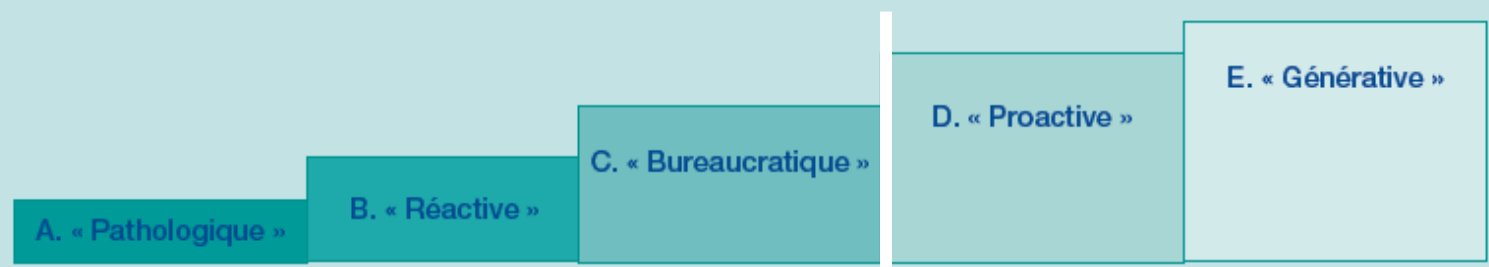 A. « Pathologique »
B. « Réactive »
C. « Bureaucratique »
D. « Proactive »
E. « Générative »